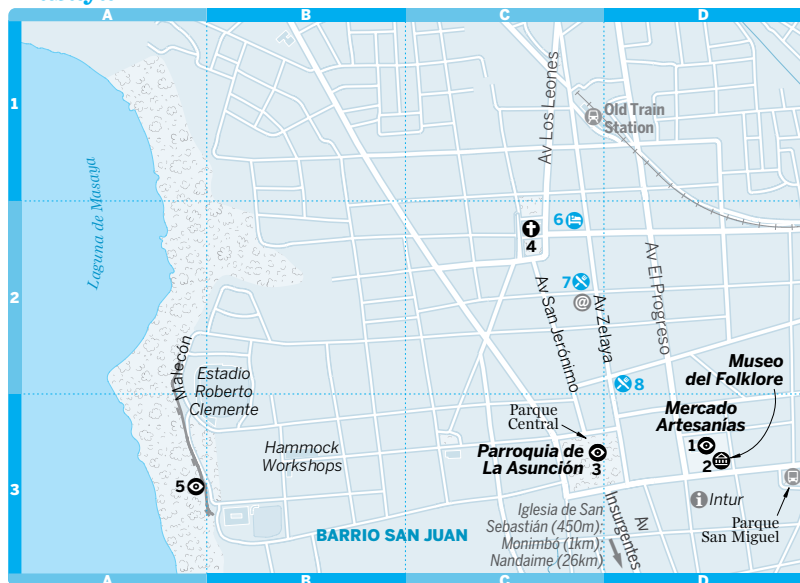 A
B
C
D
1
2
3
Laguna de Masaya
Av Los Leones
Old Train
Station
6
4
7
@
Av San Jerónimo
Av Zelaya
Av El Progreso
8
Malecón
Estadio
Roberto
Clemente
Hammock
Workshops
5
BARRIO SAN JUAN
Parque
Central
Parroquia de
La Asunción
3
Museo
del Folklore
Mercado
Artesanías
1
2
i
Intur
Parque
San Miguel
Av
Insurgentes
Iglesia de San
Sebastián (450m);
Monimbó (1km);
Nandaime (26km)
A
B
C
D